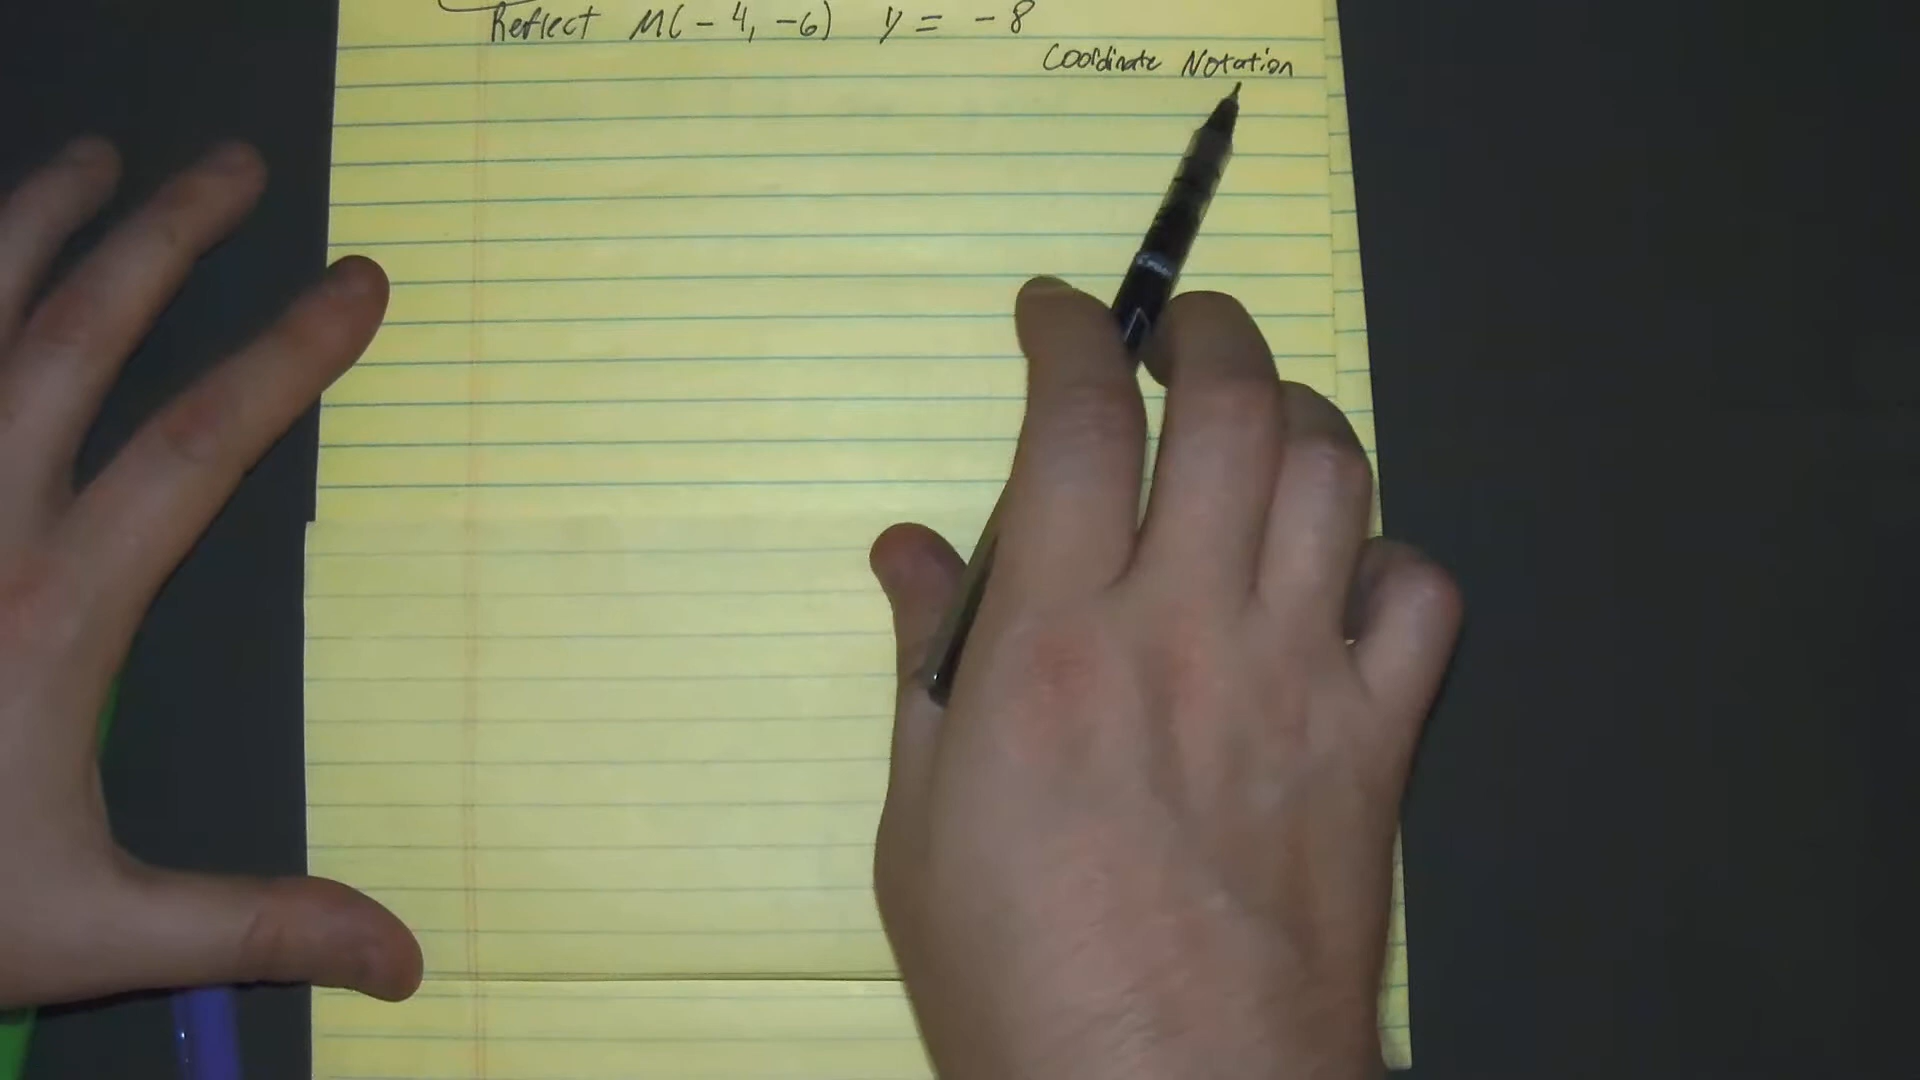 Reflect M(-4, -6) y = -8
Coordinate Notation